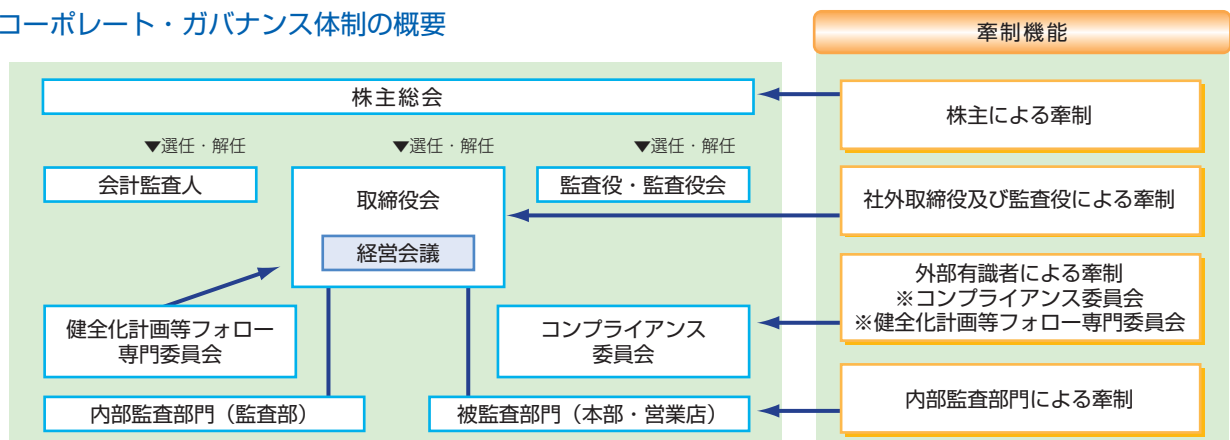 コーポレート・ガバナンス体制の概要
牽制機能
株主総会
株主による牽制
▼選任・解任
▼選任・解任
▼選任・解任
会計監査人
取締役会
監査役・監査役会
社外取締役及び監査役による牽制
経営会議
外部有識者による牽制
※コンプライアンス委員会
※健全化計画等フォロー専門委員会
健全化計画等フォロー
専門委員会
コンプライアンス
委員会
内部監査部門（監査部）
被監査部門（本部・営業店）
内部監査部門による牽制